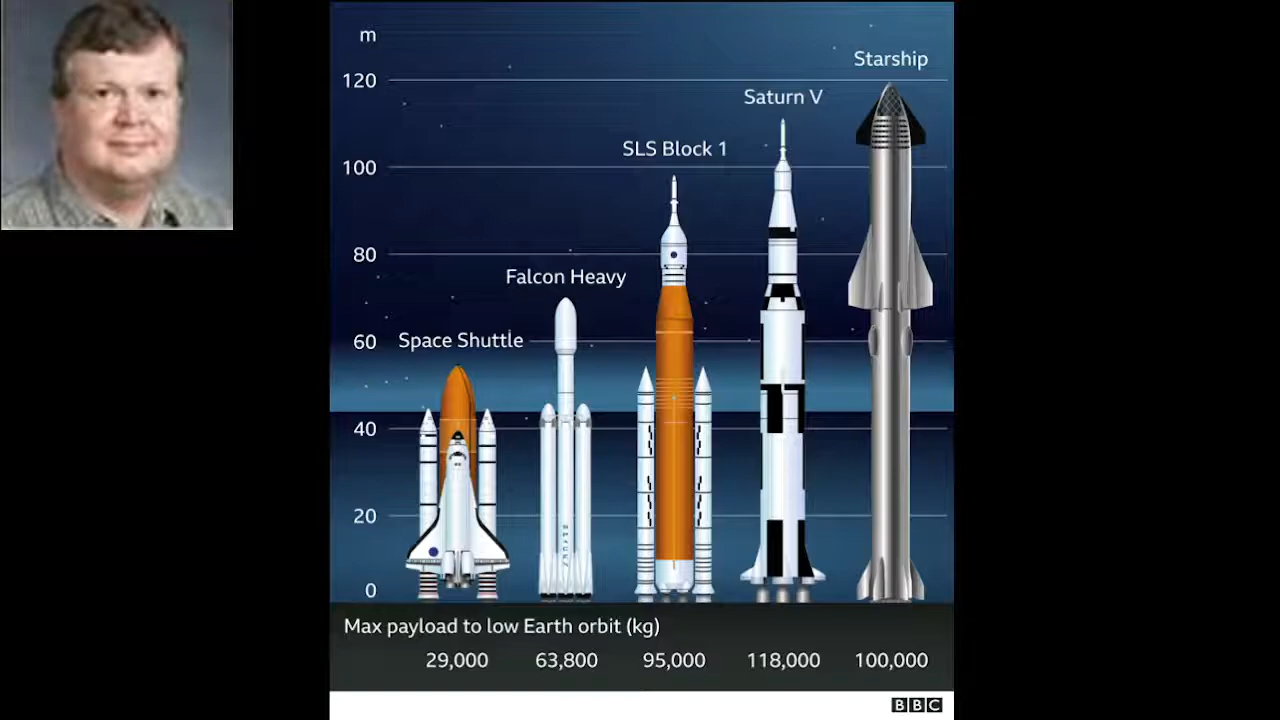 m
Starship
120
Saturn V
SLS Block 1
100
80
Falcon Heavy
60
Space Shuttle
40
20
0
Max payload to low Earth orbit (kg)
29,000 63,800 95,000 118,000 100,000
BBC